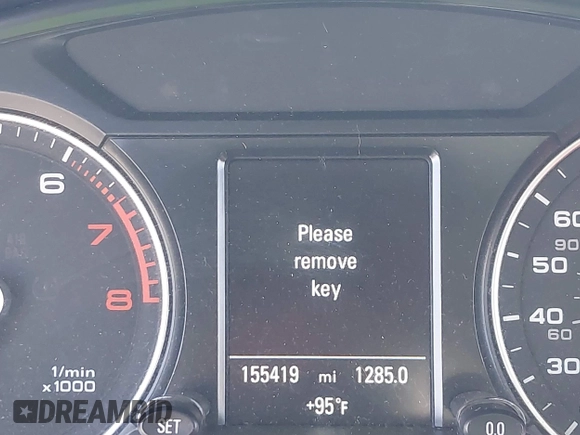 6
7
8
1/min
x 1000
Please
remove
key
155419 mi 1285.0
+95°F
SET
0.0
60
90
50
40
60
30
DREAMBID